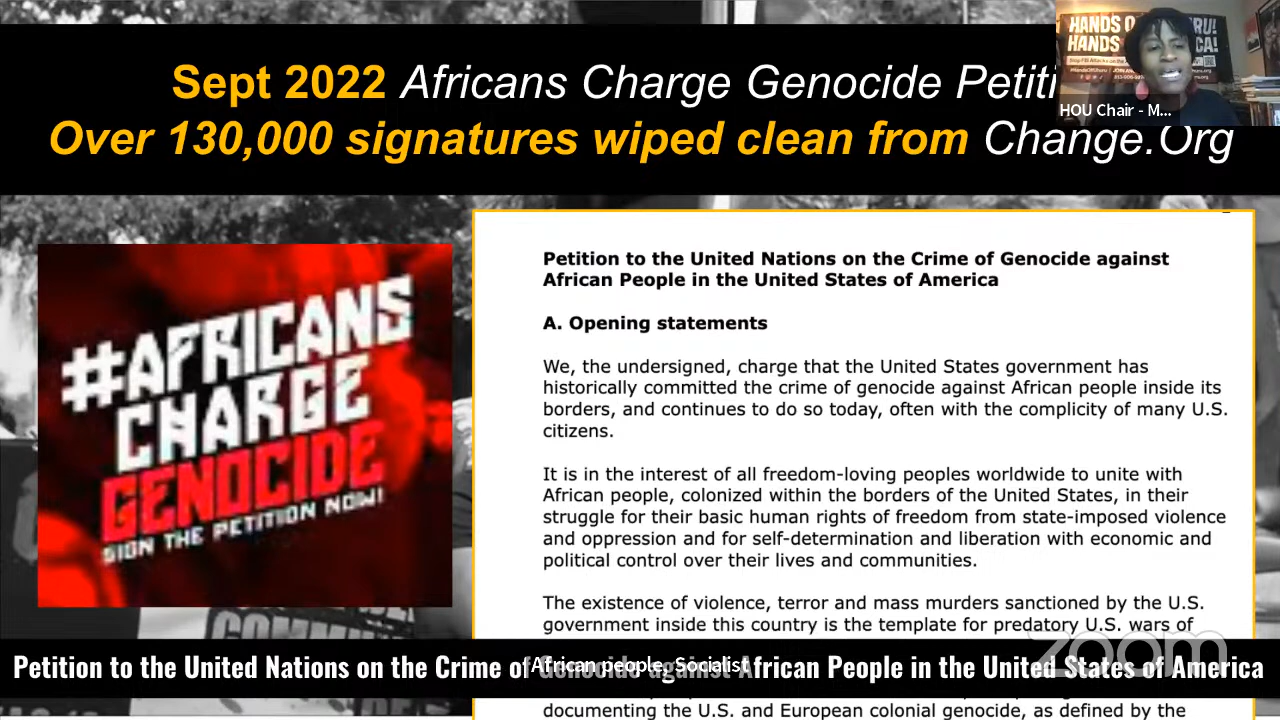 Sept 2022 Africans Charge Genocide
Over 130,000 signatures wiped clean from Change.Org
HANDS
HANDS
HOU Chair - M...
#AFRICANS
CHARGE
GENOCIDE
SIGN THE PETITION NOW!
Petition to the United Nations on the Crime of Genocide against
African People in the United States of America
A. Opening statements
We, the undersigned, charge that the United States government has
historically committed the crime of genocide against African people inside its
borders, and continues to do so today, often with the complicity of many U.S.
citizens.
It is in the interest of all freedom-loving peoples worldwide to unite with
African people, colonized within the borders of the United States, in their
struggle for their basic human rights of freedom from state-imposed violence
and oppression and for self-determination and liberation with economic and
political control over their lives and communities.
The existence of violence, terror and mass murders sanctioned by the U.S.
government inside this country is the template for predatory U.S. wars of
zoom
Petition to the United Nations on the Crime of Genocide against African People in the United States of America
African people, Socialist
documenting the U.S. and European colonial genocide, as defined by the